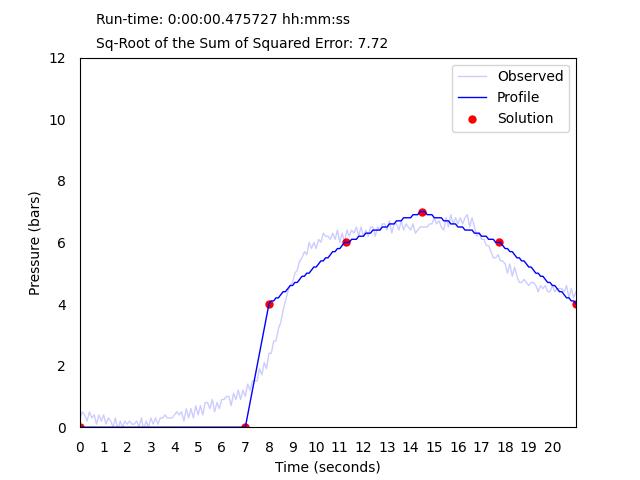 Run-time: 0:00:00.475727 hh:mm:ss
Sq-Root of the Sum of Squared Error: 7.72
12
10
8
6
4
2
0
Pressure (bars)
Observed
Profile
Solution
0 1 2 3 4 5 6 7 8 9 10 11 12 13 14 15 16 17 18 19 20
Time (seconds)